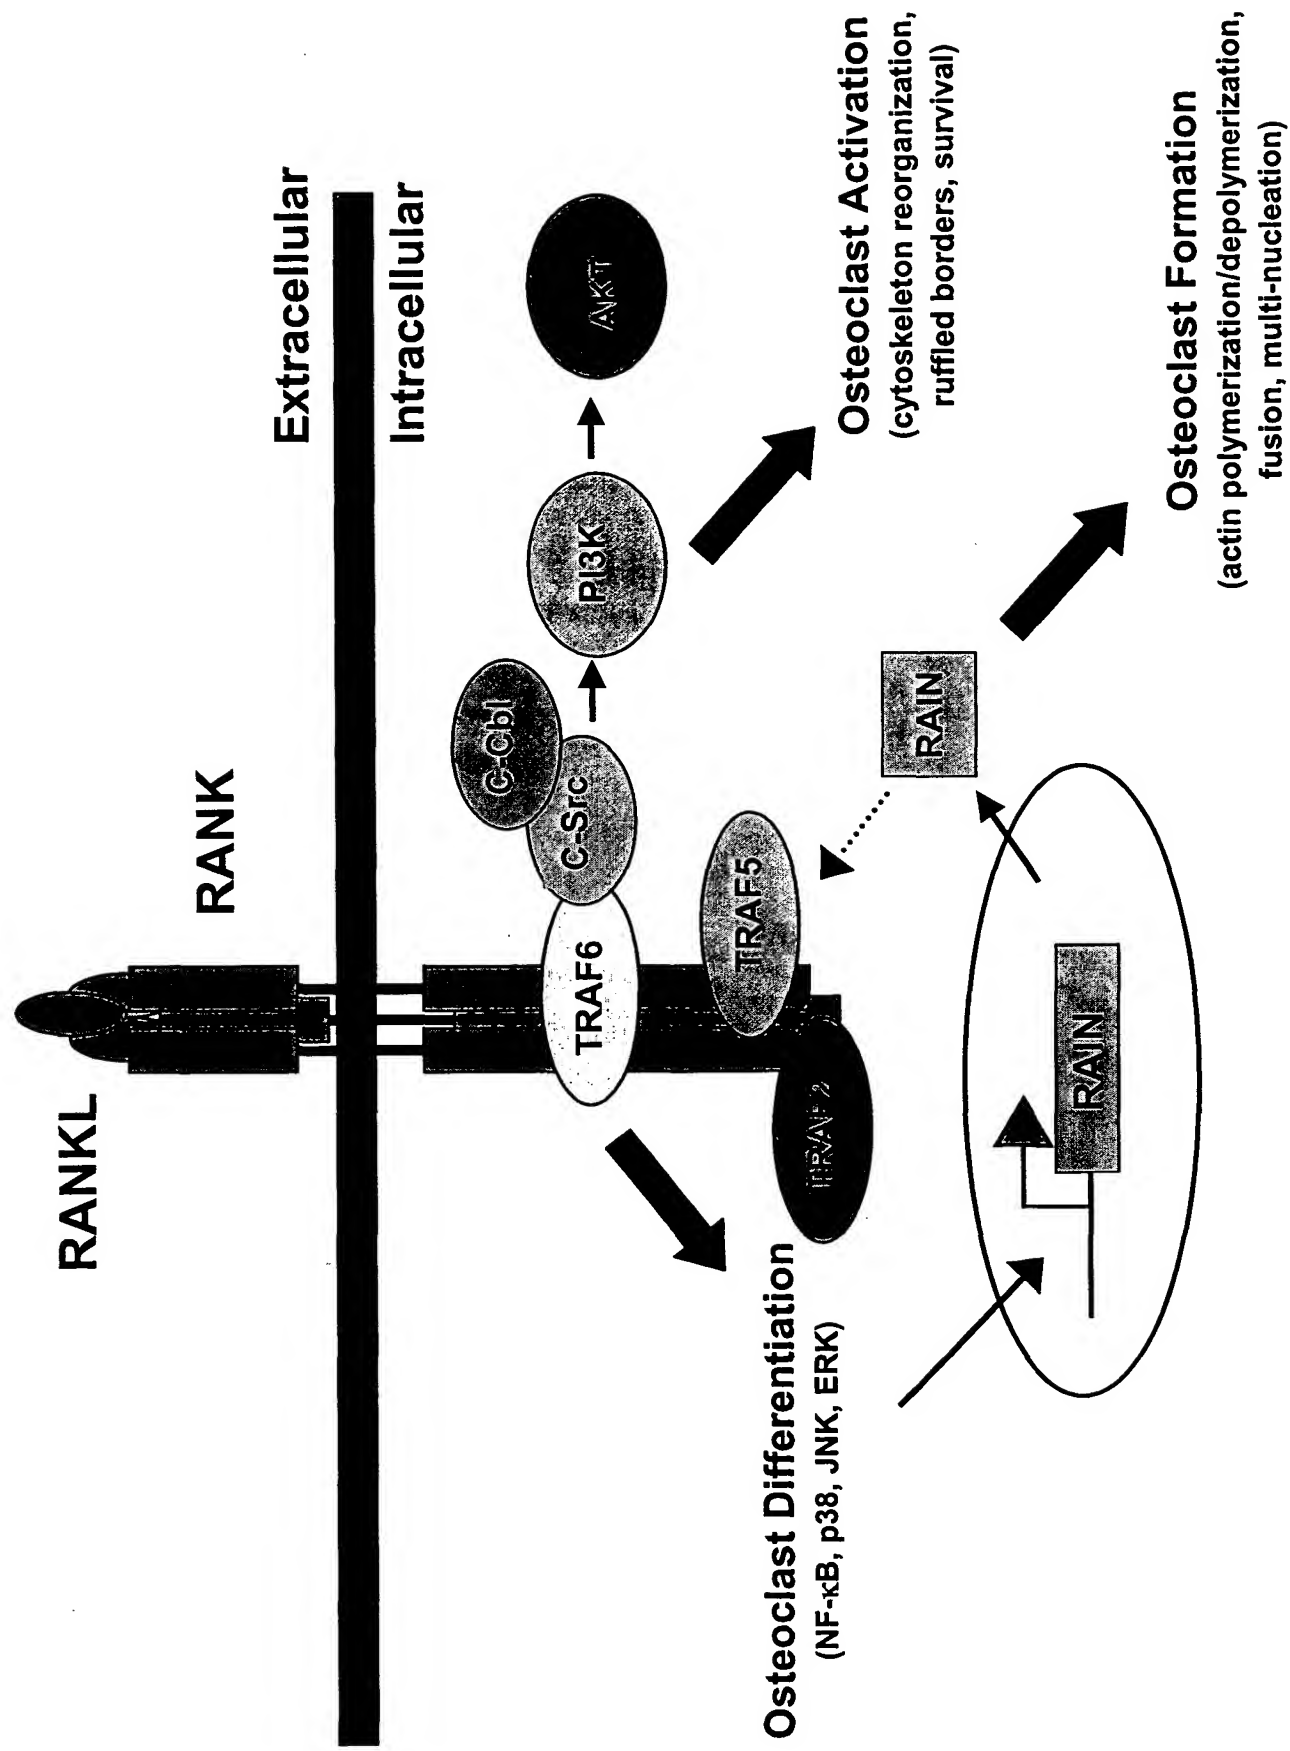 RANKL
RANK
Extracellular
Intracellular
C-Cbl
TRAF6
C-Src
PI3K
AKT
TRAF5
TRAF2
Osteoclast Activation
(cytoskeleton reorganization,
ruffled borders, survival)
Osteoclast Differentiation
(NF-κB, p38, JNK, ERK)
RAIN
RAIN
Osteoclast Formation
(actin polymerization/depolymerization,
fusion, multi-nucleation)